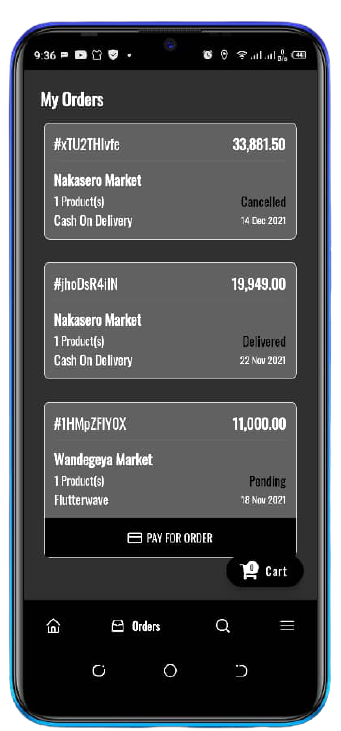 9:36
My Orders
#xTU2THIvfe 33,881.50
Nakasero Market
1 Product(s) Cancelled
Cash On Delivery 14 Dec 2021
#jhoDsR4ilN 19,949.00
Nakasero Market
1 Product(s) Delivered
Cash On Delivery 22 Nov 2021
#1HMpZFIY0X 11,000.00
Wandegeya Market
1 Product(s) Pending
Flutterwave 18 Nov 2021
PAY FOR ORDER
0 Cart
Orders